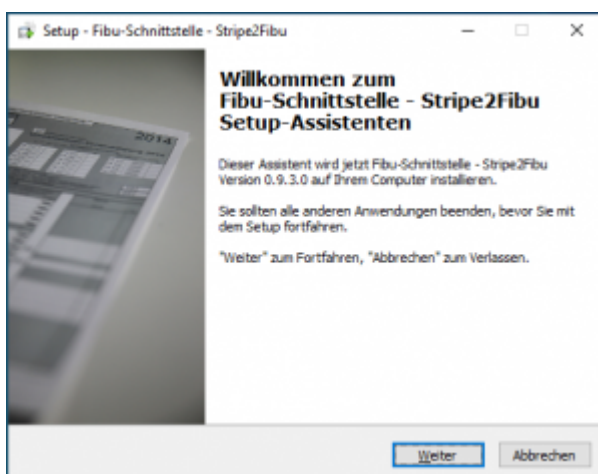 Setup - Fibu-Schnittstelle - Stripe2Fibu
Willkommen zum
Fibu-Schnittstelle - Stripe2Fibu
Setup-Assistenten
2014
Dieser Assistent wird jetzt Fibu-Schnittstelle - Stripe2Fibu
Version 0.9.3.0 auf Ihrem Computer installieren.
Sie sollten alle anderen Anwendungen beenden, bevor Sie mit
dem Setup fortfahren.
"Weiter" zum Fortfahren, "Abbrechen" zum Verlassen.
Weiter
Abbrechen